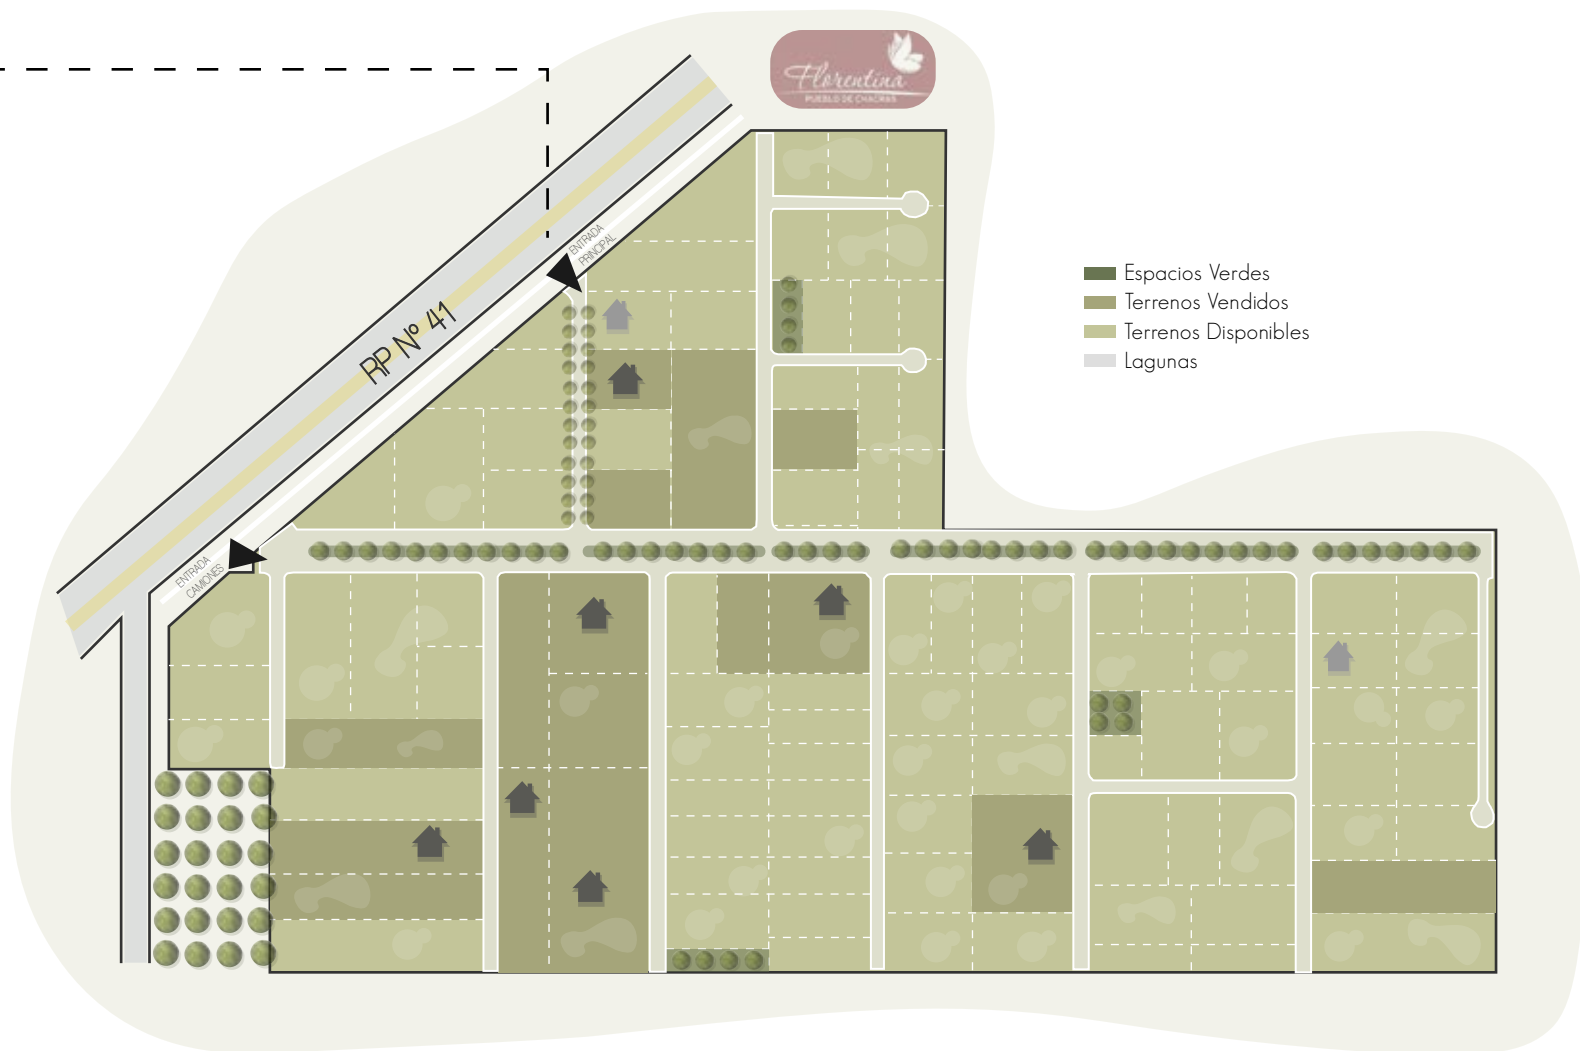 Florentina
PUEBLO DE CHACRAS
ENTRADA
PRINCIPAL
RP Nº 41
ENTRADA
CAMIONES
Espacios Verdes
Terrenos Vendidos
Terrenos Disponibles
Lagunas